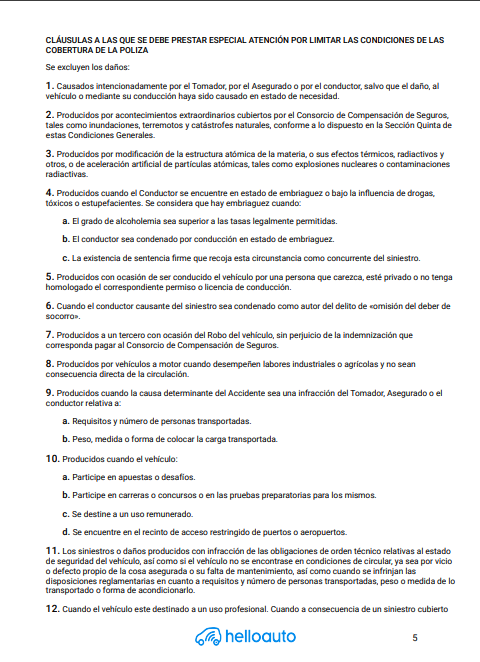 CLÁUSULAS A LAS QUE SE DEBE PRESTAR ESPECIAL ATENCIÓN POR LIMITAR LAS CONDICIONES DE LAS
COBERTURA DE LA POLIZA
Se excluyen los daños:
1. Causados intencionadamente por el Tomador, por el Asegurado o por el conductor, salvo que el daño, al
vehículo o mediante su conducción haya sido causado en estado de necesidad.
2. Producidos por acontecimientos extraordinarios cubiertos por el Consorcio de Compensación de Seguros,
tales como inundaciones, terremotos y catástrofes naturales, conforme a lo dispuesto en la Sección Quinta de
estas Condiciones Generales.
3. Producidos por modificación de la estructura atómica de la materia, o sus efectos térmicos, radiactivos y
otros, o de aceleración artificial de partículas atómicas, tales como explosiones nucleares o contaminaciones
radiactivas.
4. Producidos cuando el Conductor se encuentre en estado de embriaguez o bajo la influencia de drogas,
tóxicos o estupefacientes. Se considera que hay embriaguez cuando:
a. El grado de alcoholemia sea superior a las tasas legalmente permitidas.
b. El conductor sea condenado por conducción en estado de embriaguez.
c. La existencia de sentencia firme que recoja esta circunstancia como concurrente del siniestro.
5. Producidos con ocasión de ser conducido el vehículo por una persona que carezca, esté privado o no tenga
homologado el correspondiente permiso o licencia de conducción.
6. Cuando el conductor causante del siniestro sea condenado como autor del delito de «omisión del deber de
socorro».
7. Producidos a un tercero con ocasión del Robo del vehículo, sin perjuicio de la indemnización que
corresponda pagar al Consorcio de Compensación de Seguros.
8. Producidos por vehículos a motor cuando desempeñen labores industriales o agrícolas y no sean
consecuencia directa de la circulación.
9. Producidos cuando la causa determinante del Accidente sea una infracción del Tomador, Asegurado o el
conductor relativa a:
a. Requisitos y número de personas transportadas.
b. Peso, medida o forma de colocar la carga transportada.
10. Producidos cuando el vehículo:
a. Participe en apuestas o desafíos.
b. Participe en carreras o concursos o en las pruebas preparatorias para los mismos.
c. Se destine a un uso remunerado.
d. Se encuentre en el recinto de acceso restringido de puertos o aeropuertos.
11. Los siniestros o daños producidos con infracción de las obligaciones de orden técnico relativas al estado
de seguridad del vehículo, así como si el vehículo no se encontrase en condiciones de circular, ya sea por vicio
o defecto propio de la cosa asegurada o su falta de mantenimiento, así como cuando se infrinjan las
disposiciones reglamentarias en cuanto a requisitos y número de personas transportadas, peso o medida de lo
transportado o forma de acondicionarlo.
12. Cuando el vehículo este destinado a un uso profesional. Cuando a consecuencia de un siniestro cubierto
helloauto
5